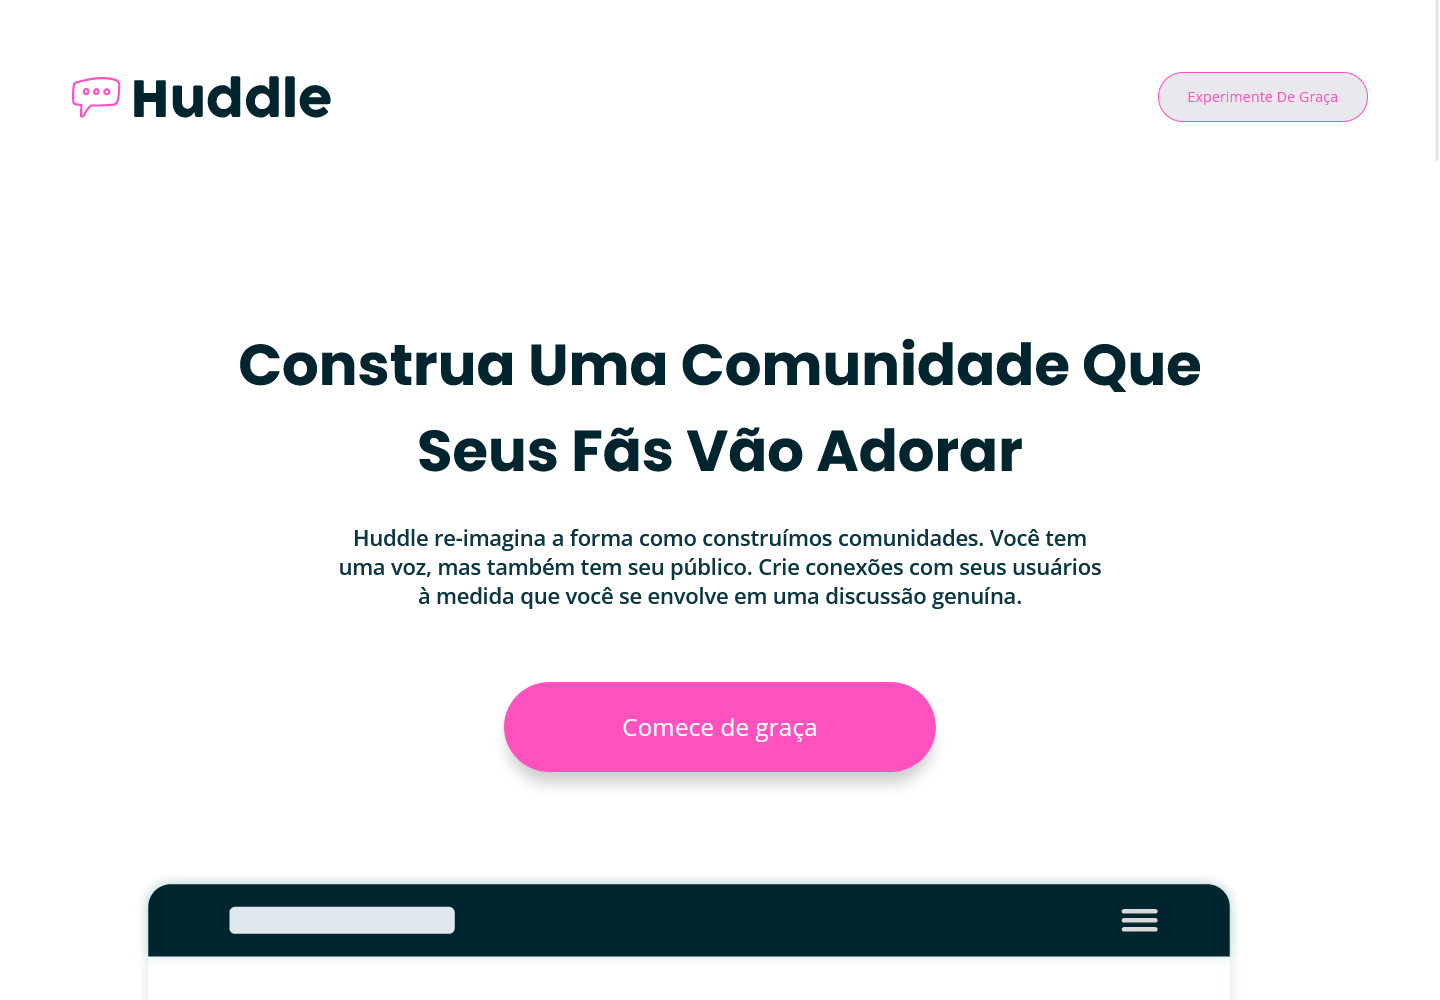 Huddle
Experimente De Graça
Construa Uma Comunidade Que
Seus Fãs Vão Adorar
Huddle re-imagina a forma como construímos comunidades. Você tem
uma voz, mas também tem seu público. Crie conexões com seus usuários
à medida que você se envolve em uma discussão genuína.
Comece de graça